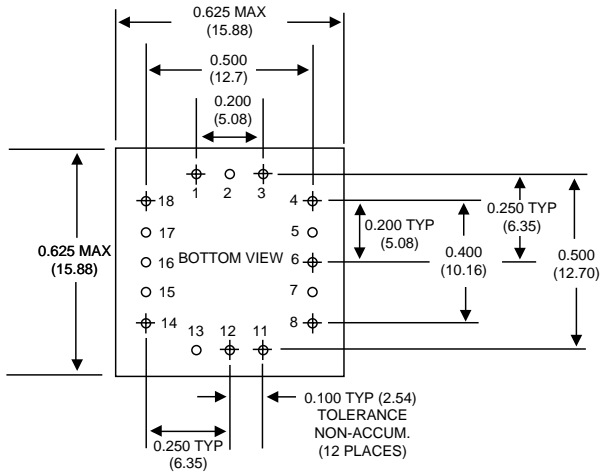 0.625 MAX
(15.88)
0.500
(12.7)
0.200
(5.08)
1 2 3
18 4
17 5
16 BOTTOM VIEW 6
15 7
14 8
13 12 11
0.625 MAX
(15.88)
0.200 TYP
(5.08)
0.400
(10.16)
0.250 TYP
(6.35)
0.500
(12.70)
0.100 TYP (2.54)
TOLERANCE
NON-ACCUM.
(12 PLACES)
0.250 TYP
(6.35)